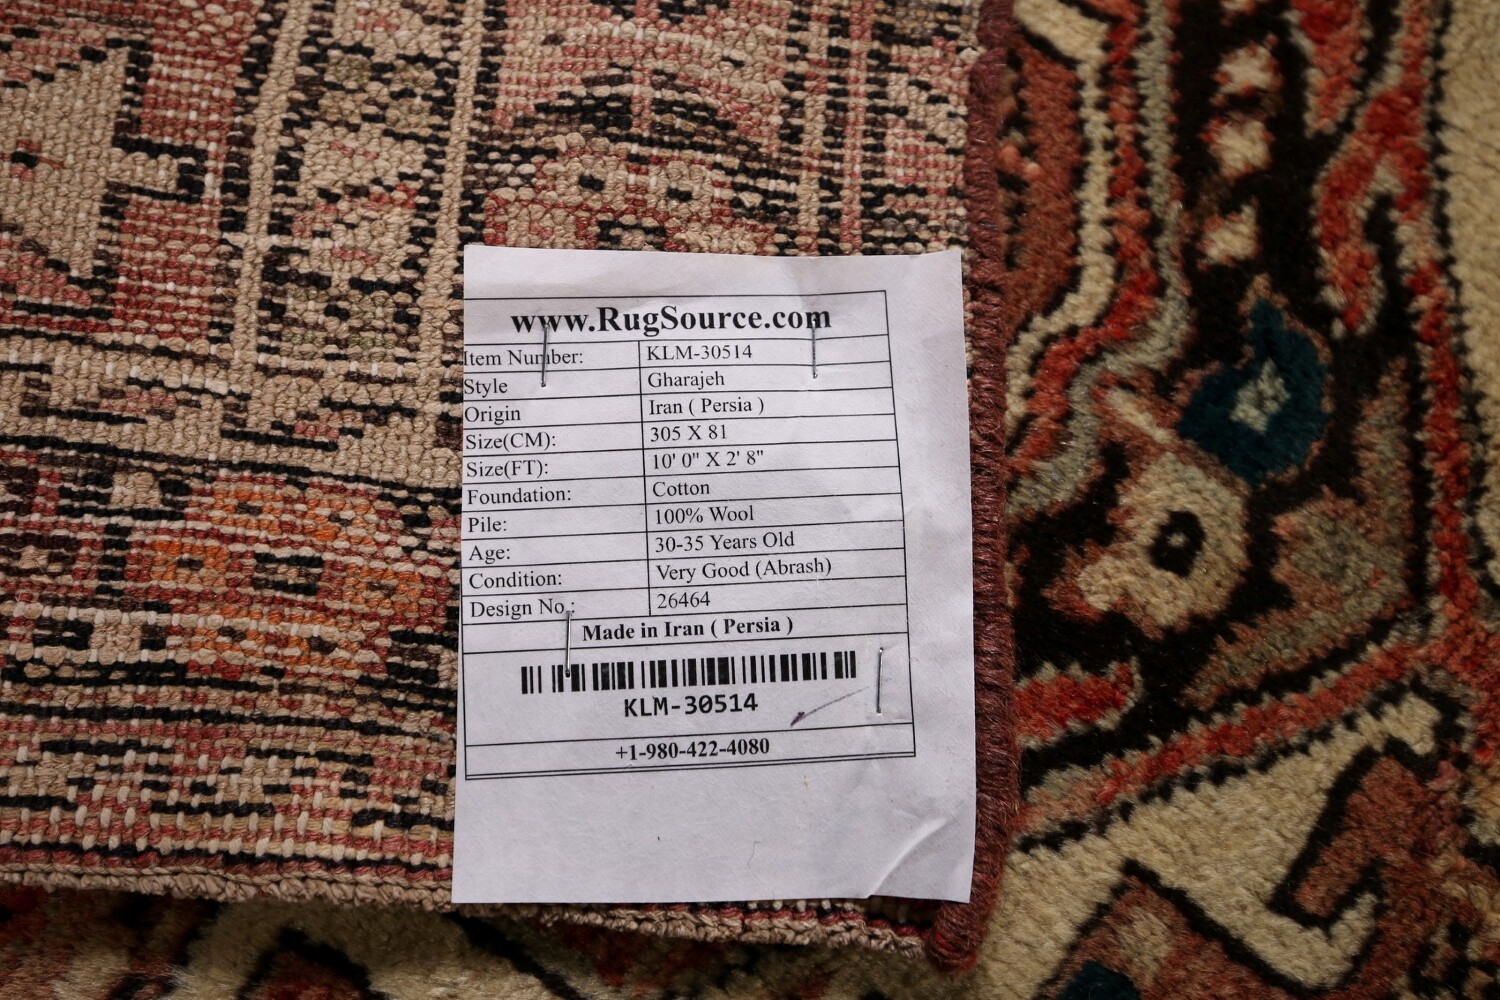 www.RugSource.com
Item Number: KLM-30514
Style Gharajeh
Origin Iran ( Persia )
Size(CM): 305 X 81
Size(FT): 10' 0" X 2' 8"
Foundation: Cotton
Pile: 100% Wool
Age: 30-35 Years Old
Condition: Very Good (Abrash)
Design No.: 26464
Made in Iran ( Persia )
KLM-30514
+1-980-422-4080